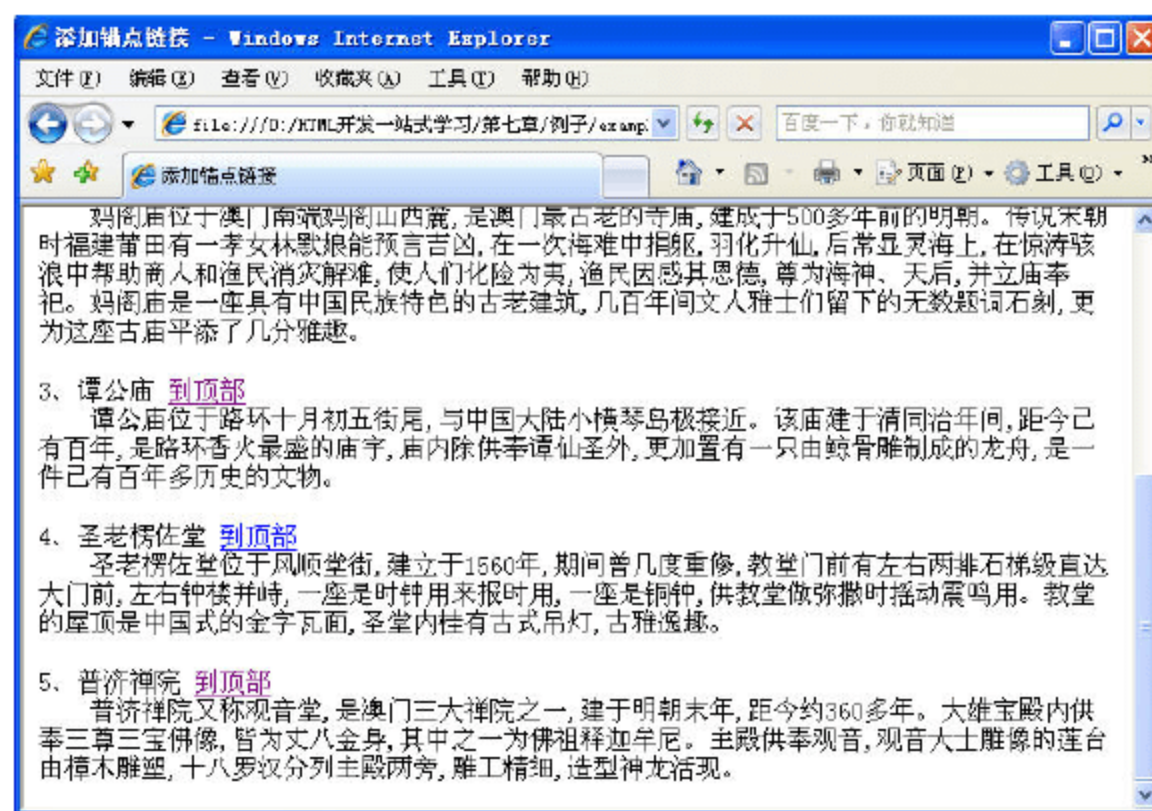 添加锚点链接 - Windows Internet Explorer
文件(F) 编辑(E) 查看(V) 收藏夹(A) 工具(T) 帮助(H)
file:///D:/HTML开发一站式学习/第七章/例子/examp 百度一下，你就知道
添加锚点链接 页面(P) 工具(O) »
妈阁庙位于澳门南端妈阁山西麓,是澳门最古老的寺庙,建成于500多年前的明朝。传说宋朝
时福建莆田有一孝女林默娘能预言吉凶,在一次海难中捐躯,羽化升仙,后常显灵海上,在惊涛骇
浪中帮助商人和渔民消灾解难,使人们化险为夷,渔民因感其恩德,尊为海神、天后,并立庙奉
祀。妈阁庙是一座具有中国民族特色的古老建筑,几百年间文人雅士们留下的无数题词石刻,更
为这座古庙平添了几分雅趣。
3、谭公庙 到顶部
谭公庙位于路环十月初五街尾,与中国大陆小横琴岛极接近。该庙建于清同治年间,距今已
有百年,是路环香火最盛的庙宇,庙内除供奉谭仙圣外,更加置有一只由鲸骨雕制成的龙舟,是一
件已有百年多历史的文物。
4、圣老楞佐堂 到顶部
圣老楞佐堂位于风顺堂街,建立于1560年,期间曾几度重修,教堂门前有左右两排石梯级直达
大门前,左右钟楼并峙,一座是时钟用来报时用,一座是铜钟,供教堂做弥撒时摇动震鸣用。教堂
的屋顶是中国式的金字瓦面,圣堂内挂有古式吊灯,古雅逸趣。
5、普济禅院 到顶部
普济禅院又称观音堂,是澳门三大禅院之一,建于明朝末年,距今约360多年。大雄宝殿内供
奉三尊三宝佛像,皆为丈八金身,其中之一为佛祖释迦牟尼。主殿供奉观音,观音大士雕像的莲台
由樟木雕塑,十八罗汉分列主殿两旁,雕工精细,造型神龙活现。